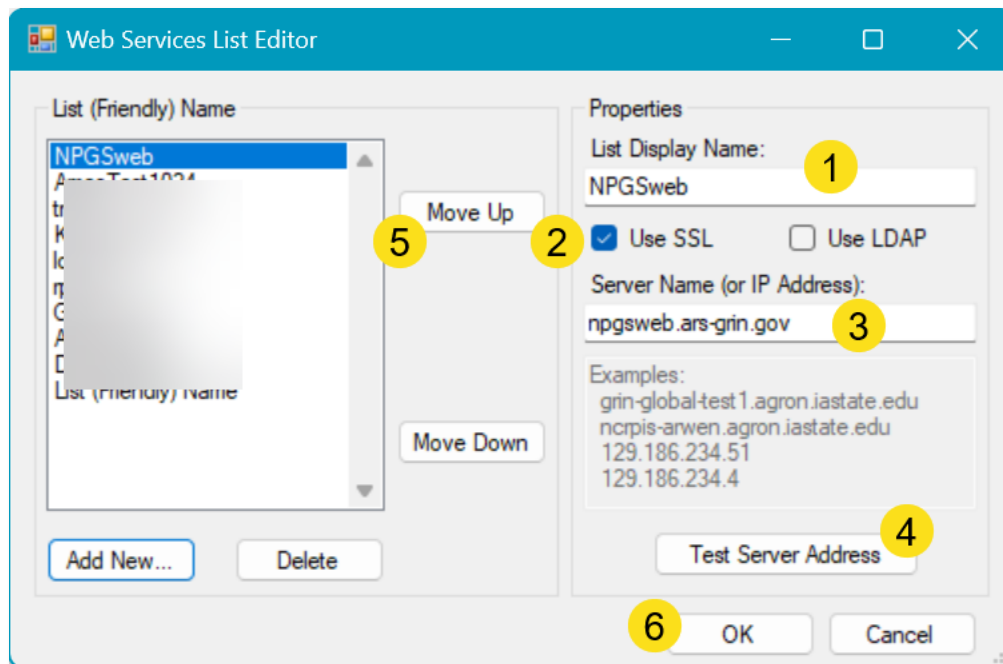 Web Services List Editor
List (Friendly) Name
NPGSweb
List (Friendly) Name
Move Up
5
Move Down
Add New...
Delete
Properties
List Display Name:
1
NPGSweb
2
Use SSL
Use LDAP
Server Name (or IP Address):
npgsweb.ars-grin.gov
3
Examples:
grin-global-test1.agron.iastate.edu
ncrpis-arwen.agron.iastate.edu
129.186.234.51
129.186.234.4
4
Test Server Address
6
OK
Cancel